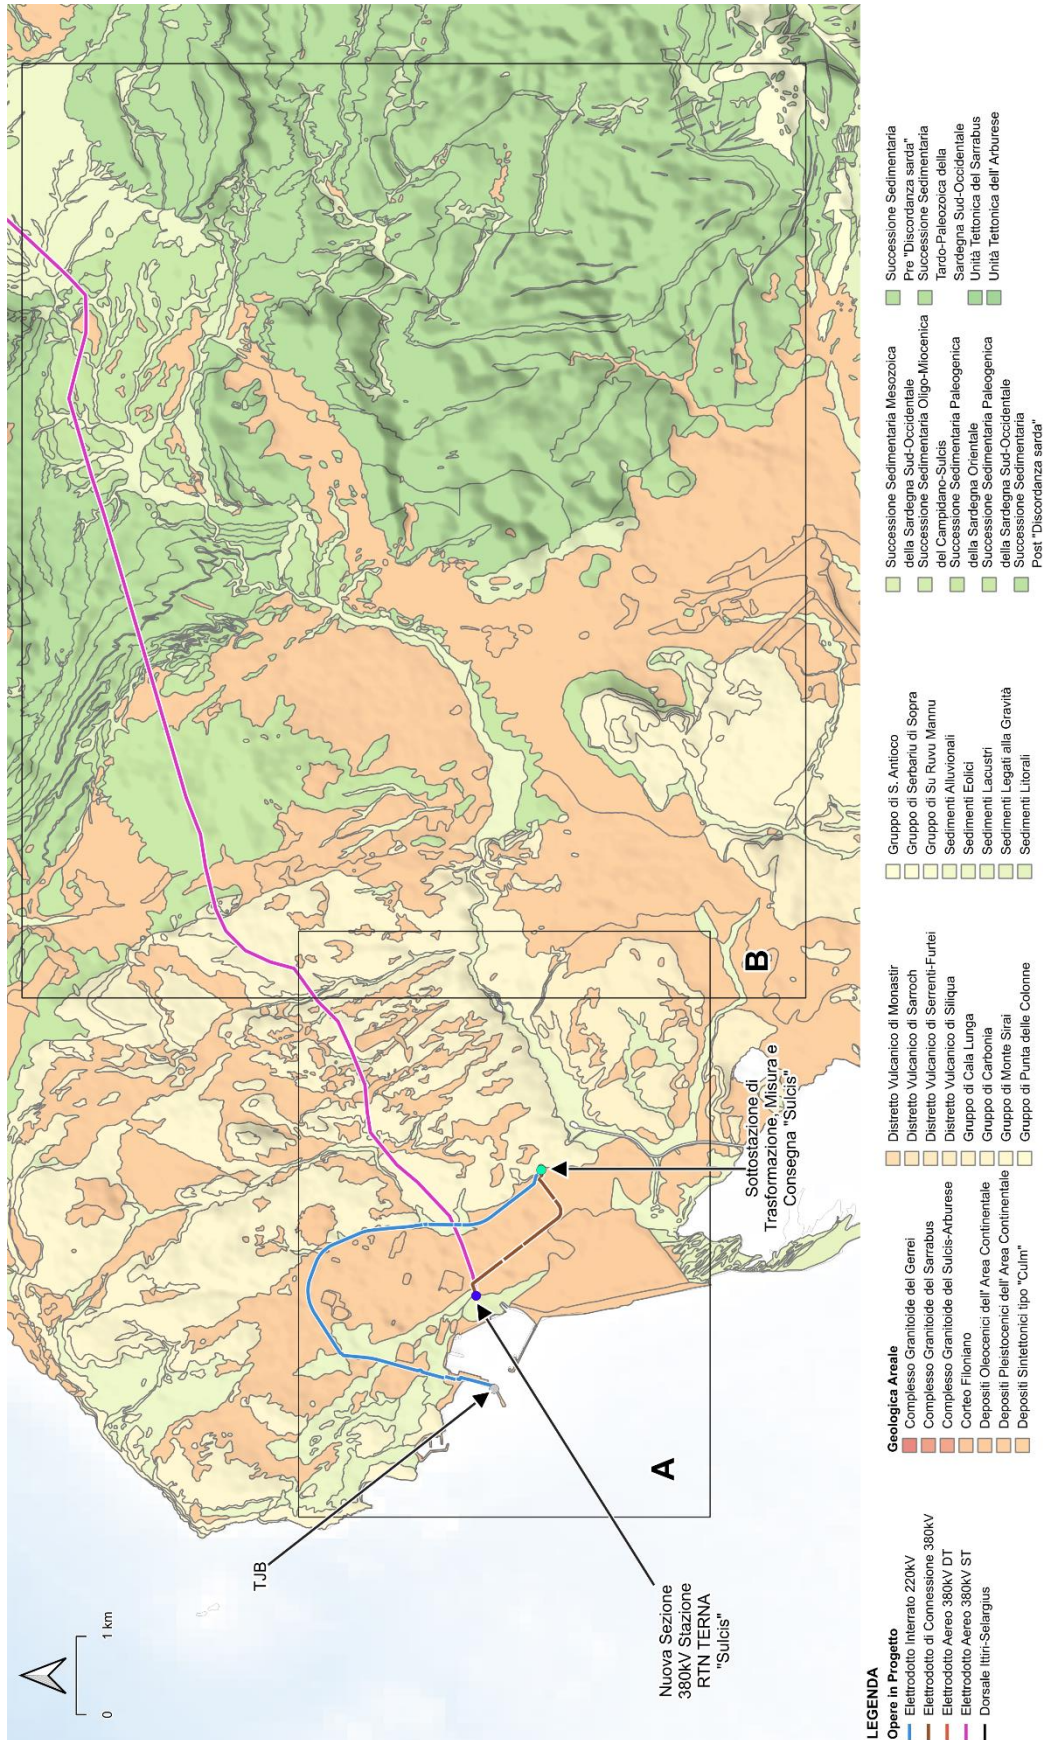 0
1 km
TJB
Nuova Sezione
380kV Stazione
RTN TERNA
"Sulcis"
A
Sottostazione di
Trasformazione, Misura e
Consegna "Sulcis"
B
LEGENDA
Opere in Progetto
Elettrodotto Interrato 220kV
Elettrodotto di Connessione 380kV
Elettrodotto Aereo 380kV DT
Elettrodotto Aereo 380kV ST
Dorsale Ittiri-Selargius
Geologica Areale
Complesso Granitoide del Gerrei
Complesso Granitoide del Sarrabus
Complesso Granitoide del Sulcis-Arburese
Corteo Filoniano
Depositi Oleocenici dell' Area Continentale
Depositi Pleistocenici dell' Area Continentale
Depositi Sintettonici tipo "Culm"
Distretto Vulcanico di Monastir
Distretto Vulcanico di Sarroch
Distretto Vulcanico di Serrenti-Furtei
Distretto Vulcanico di Siliqua
Gruppo di Cala Lunga
Gruppo di Carbonia
Gruppo di Monte Sirai
Gruppo di Punta delle Colonne
Gruppo di S. Antioco
Gruppo di Serbariu di Sopra
Gruppo di Su Ruvu Mannu
Sedimenti Alluvionali
Sedimenti Eolici
Sedimenti Lacustri
Sedimenti Legati alla Gravità
Sedimenti Litorali
Successione Sedimentaria Mesozoica
della Sardegna Sud-Occidentale
Successione Sedimentaria Oligo-Miocenica
del Campidano-Sulcis
Successione Sedimentaria Paleogenica
della Sardegna Orientale
Successione Sedimentaria Paleogenica
della Sardegna Sud-Occidentale
Successione Sedimentaria
Post "Discordanza sarda"
Successione Sedimentaria
Pre "Discordanza sarda"
Successione Sedimentaria
Tardo-Paleozoica della
Sardegna Sud-Occidentale
Unità Tettonica del Sarrabus
Unità Tettonica dell' Arburese